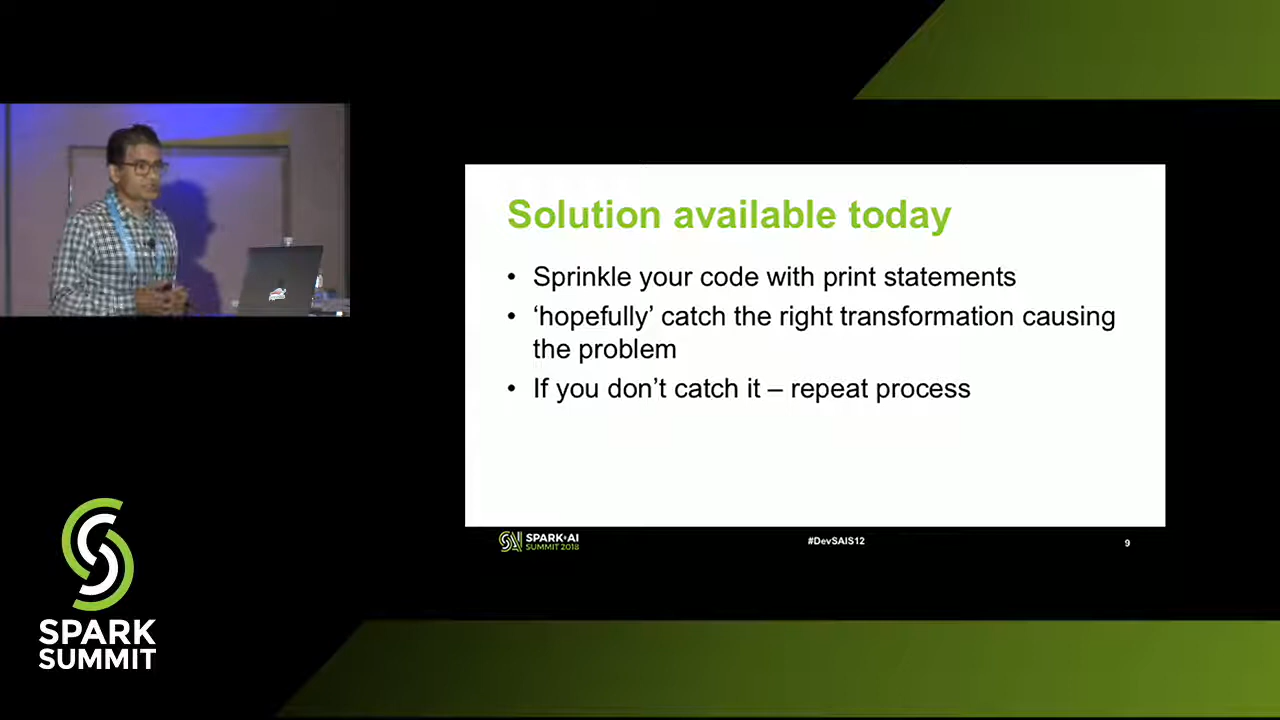 Solution available today
• Sprinkle your code with print statements
• ‘hopefully’ catch the right transformation causing
the problem
• If you don’t catch it – repeat process
SPARK+AI
SUMMIT 2018
#DevSAIS12
9
SPARK
SUMMIT